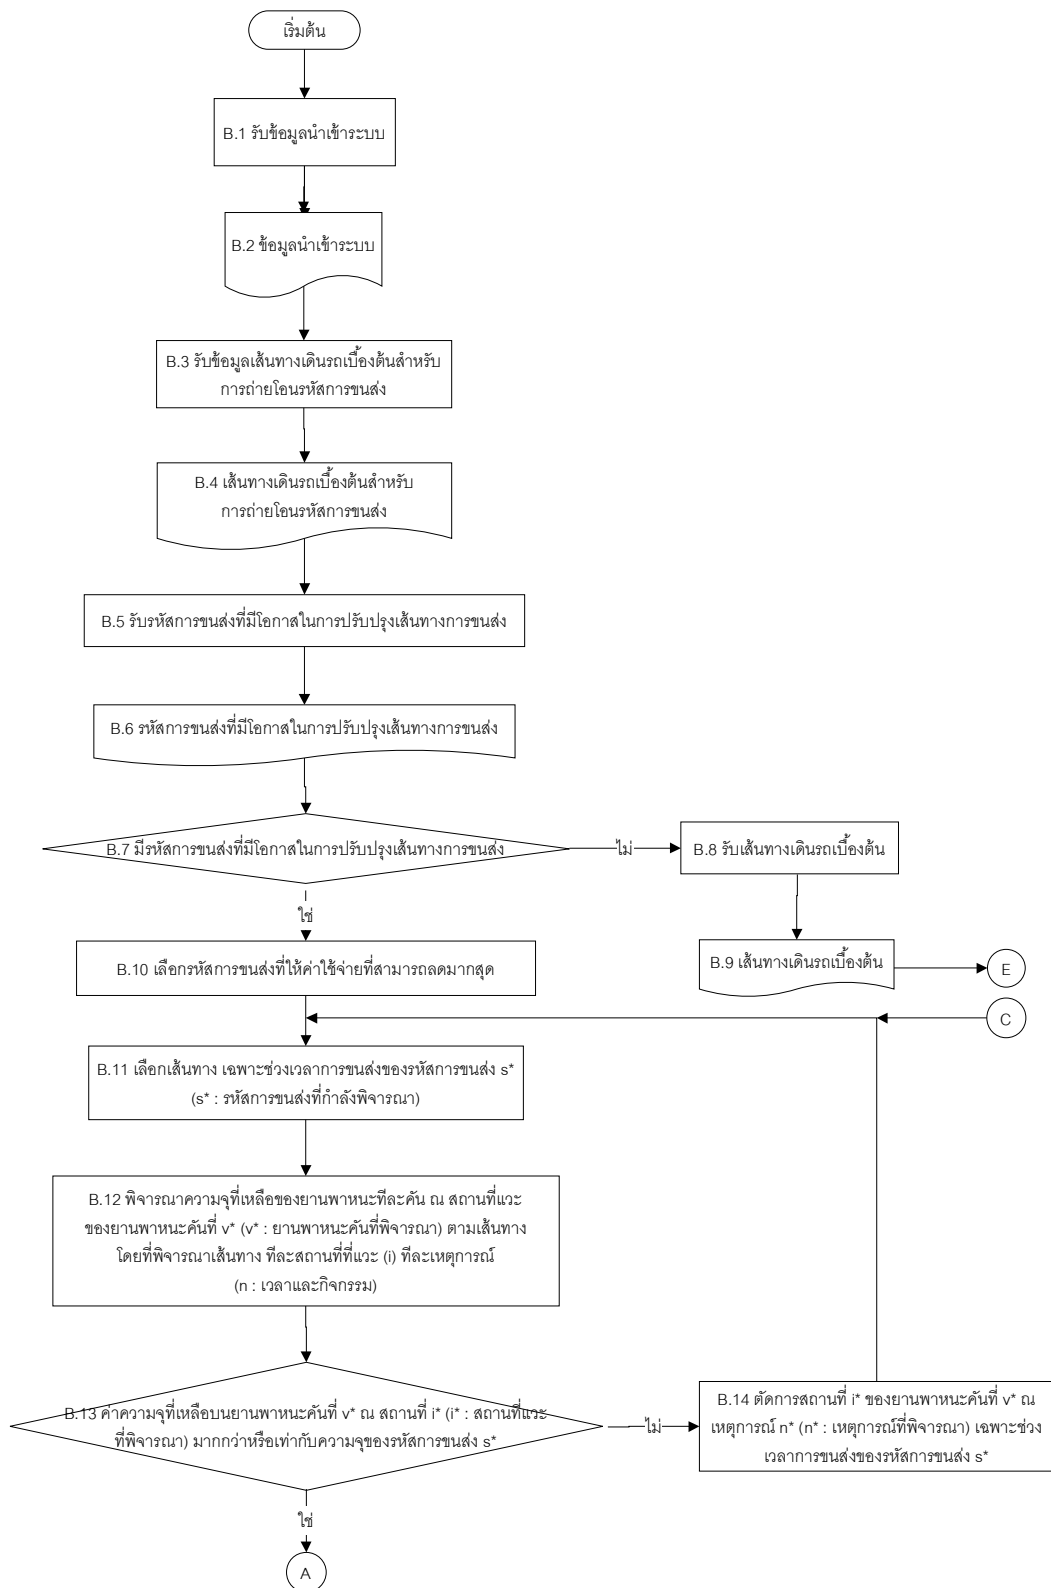 เริ่มต้น
B.1 รับข้อมูลนำเข้าระบบ
B.2 ข้อมูลนำเข้าระบบ
B.3 รับข้อมูลเส้นทางเดินรถเบื้องต้นสำหรับ
การถ่ายโอนรหัสการขนส่ง
B.4 เส้นทางเดินรถเบื้องต้นสำหรับ
การถ่ายโอนรหัสการขนส่ง
B.5 รับรหัสการขนส่งที่มีโอกาสในการปรับปรุงเส้นทางการขนส่ง
B.6 รหัสการขนส่งที่มีโอกาสในการปรับปรุงเส้นทางการขนส่ง
B.7 มีรหัสการขนส่งที่มีโอกาสในการปรับปรุงเส้นทางการขนส่ง
ไม่
B.8 รับเส้นทางเดินรถเบื้องต้น
ใช่
B.9 เส้นทางเดินรถเบื้องต้น
E
B.10 เลือกรหัสการขนส่งที่ให้ค่าใช้จ่ายที่สามารถลดมากสุด
C
B.11 เลือกเส้นทาง เฉพาะช่วงเวลาการขนส่งของรหัสการขนส่ง s*
(s* : รหัสการขนส่งที่กำลังพิจารณา)
B.12 พิจารณาความจุที่เหลือของยานพาหนะทีละคัน ณ สถานที่แวะ
ของยานพาหนะคันที่ v* (v* : ยานพาหนะคันที่พิจารณา) ตามเส้นทาง
โดยที่พิจารณาเส้นทาง ทีละสถานที่ที่แวะ (i) ทีละเหตุการณ์
(n : เวลาและกิจกรรม)
B.13 ค่าความจุที่เหลือบนยานพาหนะคันที่ v* ณ สถานที่ i* (i* : สถานที่แวะ
ที่พิจารณา) มากกว่าหรือเท่ากับความจุของรหัสการขนส่ง s*
ไม่
B.14 ตัดการสถานที่ i* ของยานพาหนะคันที่ v* ณ
เหตุการณ์ n* (n* : เหตุการณ์ที่พิจารณา) เฉพาะช่วง
เวลาการขนส่งของรหัสการขนส่ง s*
ใช่
A